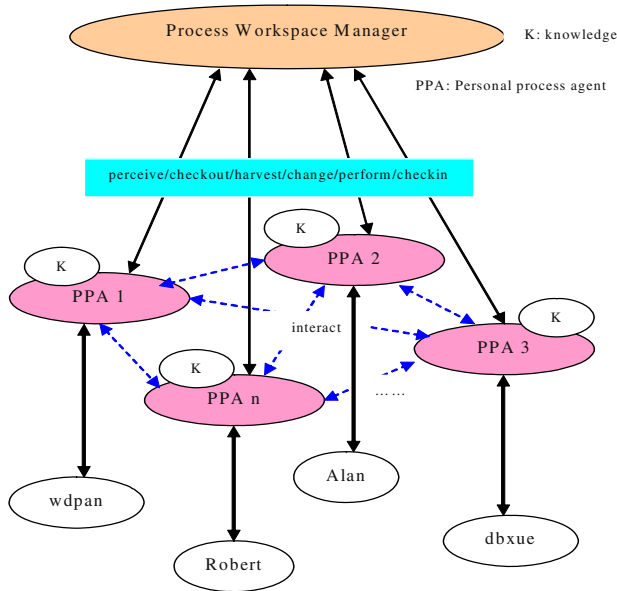 Process Workspace Manager
K: knowledge
PPA: Personal process agent
perceive/checkout/harvest/change/perform/checkin
K
PPA 2
K
PPA 1
K
interact
PPA 3
K
PPA n
... ...
Alan
wdpan
dbxue
Robert